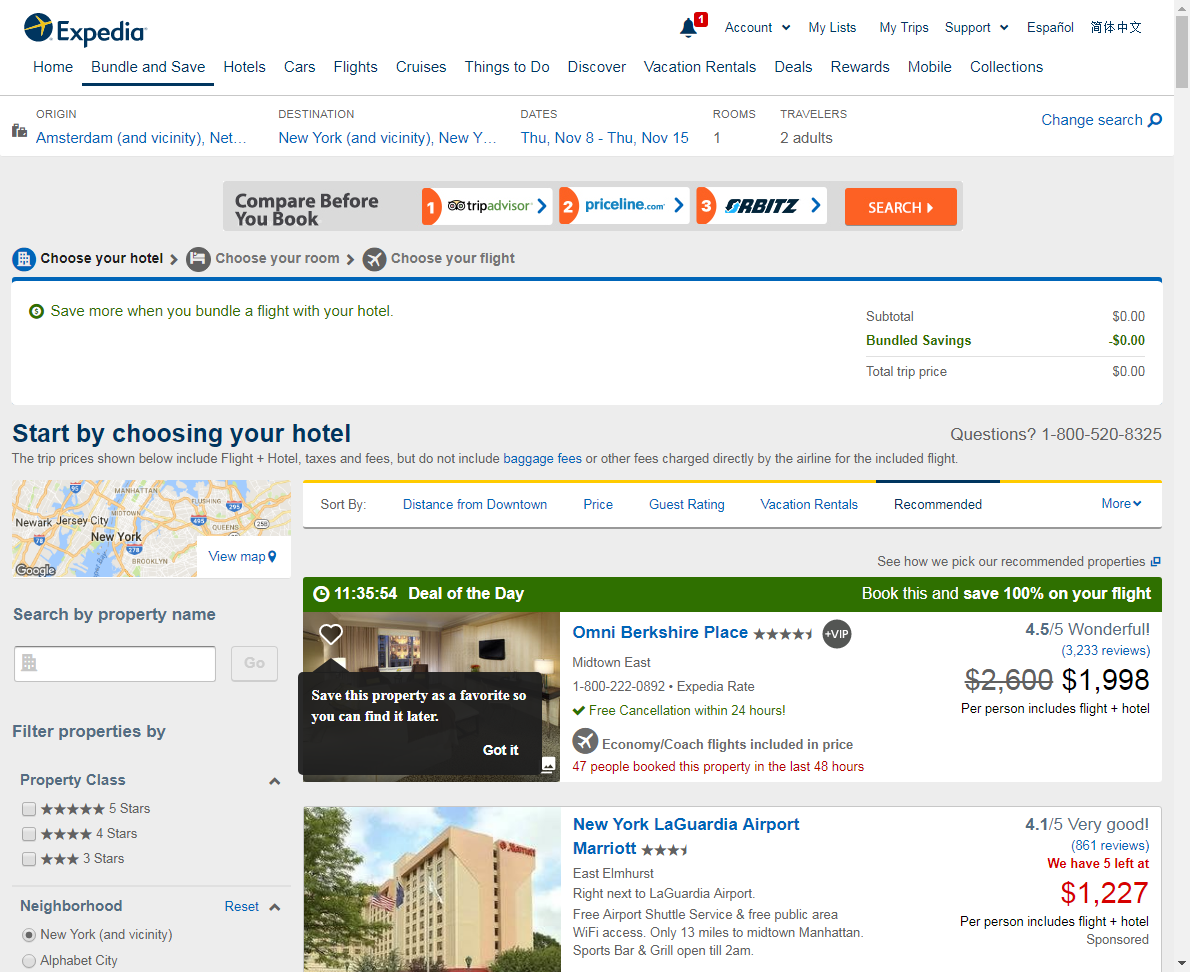 Expedia
1
Account
My Lists
My Trips
Support
Español
简体中文
Home
Bundle and Save
Hotels
Cars
Flights
Cruises
Things to Do
Discover
Vacation Rentals
Deals
Rewards
Mobile
Collections
ORIGIN
Amsterdam (and vicinity), Net...
DESTINATION
New York (and vicinity), New Y...
DATES
Thu, Nov 8 - Thu, Nov 15
ROOMS
1
TRAVELERS
2 adults
Change search
Compare Before
You Book
1 tripadvisor
2 priceline.com
3 ORBITZ
SEARCH
Choose your hotel
Choose your room
Choose your flight
Save more when you bundle a flight with your hotel.
Subtotal $0.00
Bundled Savings -$0.00
Total trip price $0.00
Start by choosing your hotel
Questions? 1-800-520-8325
The trip prices shown below include Flight + Hotel, taxes and fees, but do not include baggage fees or other fees charged directly by the airline for the included flight.
MANHATTAN
FLUSHING
95
295
MIDTOWN
Newark
Jersey City
495
QUEENS
258
New York
78
278
BROOKLYN
Google
View map
Sort By:
Distance from Downtown
Price
Guest Rating
Vacation Rentals
Recommended
More
See how we pick our recommended properties
Search by property name
Go
Filter properties by
Property Class
5 Stars
4 Stars
3 Stars
Neighborhood
Reset
New York (and vicinity)
Alphabet City
11:35:54 Deal of the Day
Book this and save 100% on your flight
Save this property as a favorite so
you can find it later.
Got it
Omni Berkshire Place
+VIP
Midtown East
1-800-222-0892 • Expedia Rate
Free Cancellation within 24 hours!
Economy/Coach flights included in price
47 people booked this property in the last 48 hours
4.5/5 Wonderful!
(3,233 reviews)
$2,600 $1,998
Per person includes flight + hotel
Marriott
New York LaGuardia Airport
Marriott
East Elmhurst
Right next to LaGuardia Airport.
Free Airport Shuttle Service & free public area
WiFi access. Only 13 miles to midtown Manhattan.
Sports Bar & Grill open till 2am.
4.1/5 Very good!
(861 reviews)
We have 5 left at
$1,227
Per person includes flight + hotel
Sponsored